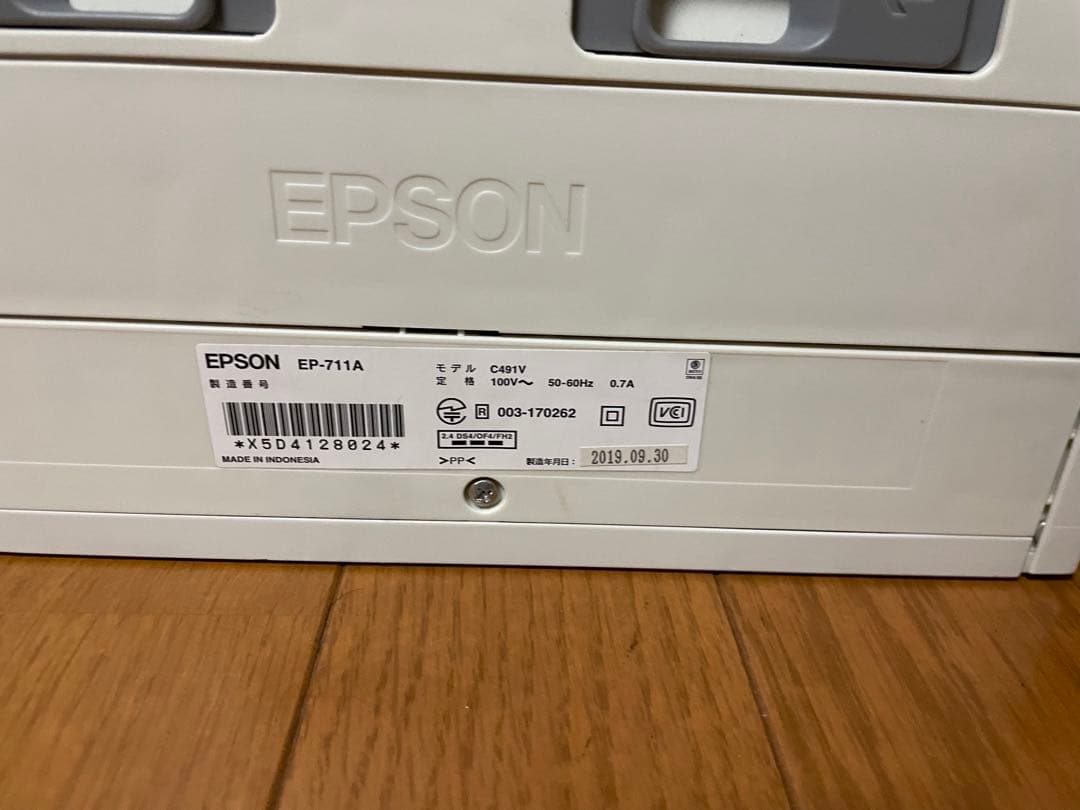 EPSON
EPSON EP-711A
製造番号
*X5D4128024*
MADE IN INDONESIA
モデル C491V
定格 100V～ 50-60Hz 0.7A
R 003-170262
VCI
2.4 DS4/OF4/FH2
>PP<
製造年月日: 2019.09.30